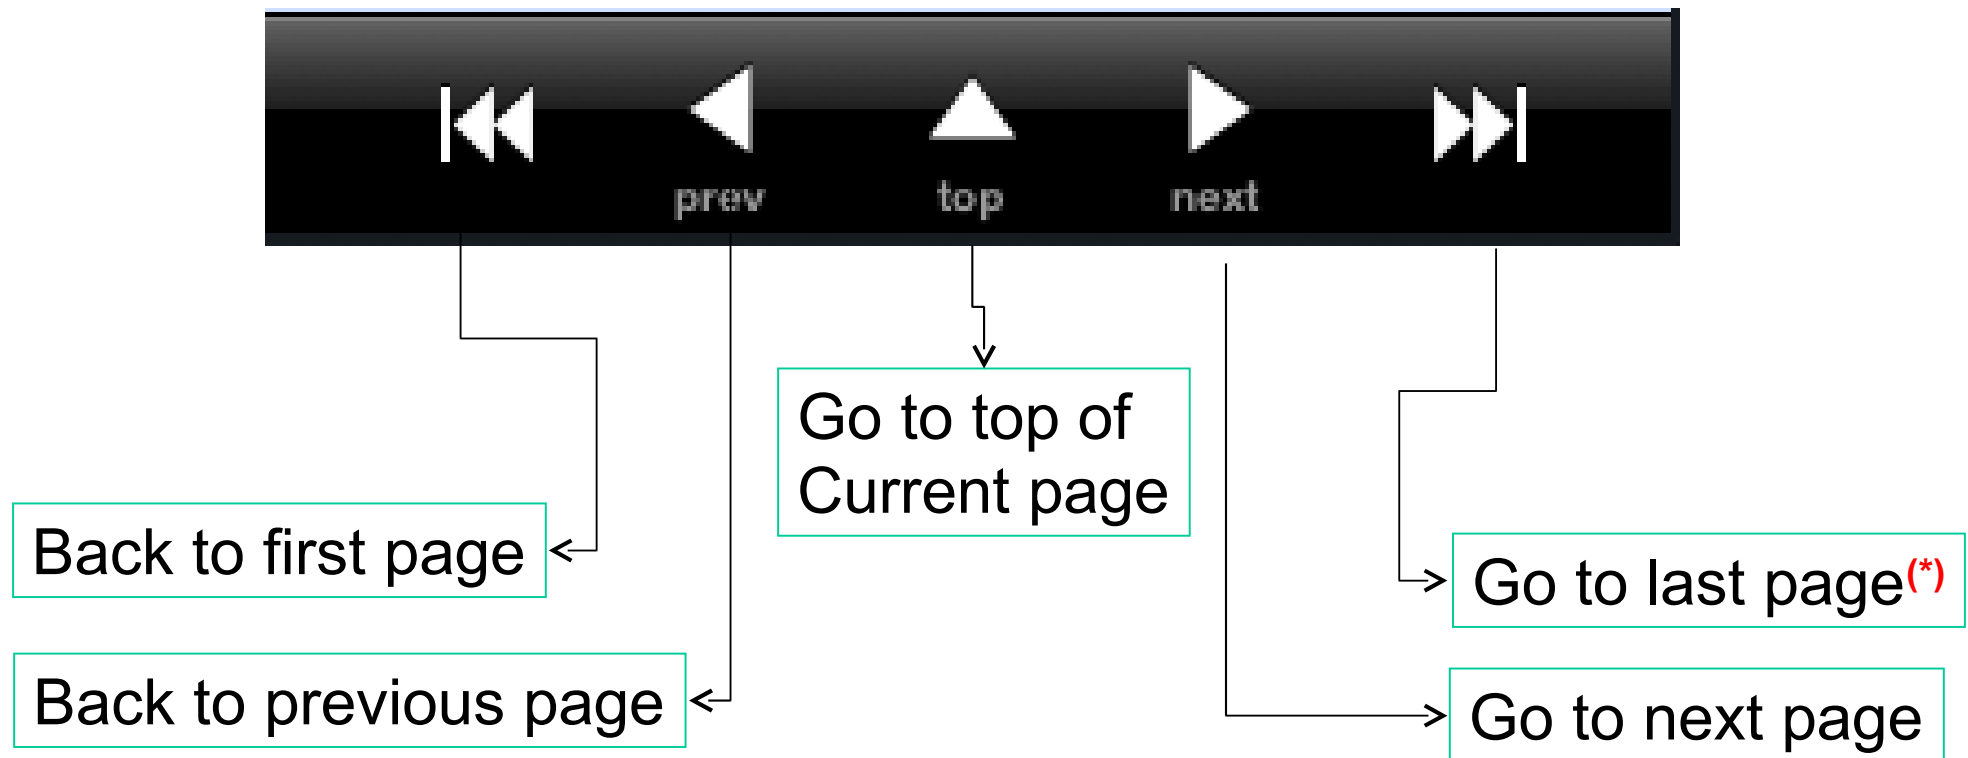 prev
top
next
Go to top of
Current page
Back to first page
Go to last page(*)
Back to previous page
Go to next page